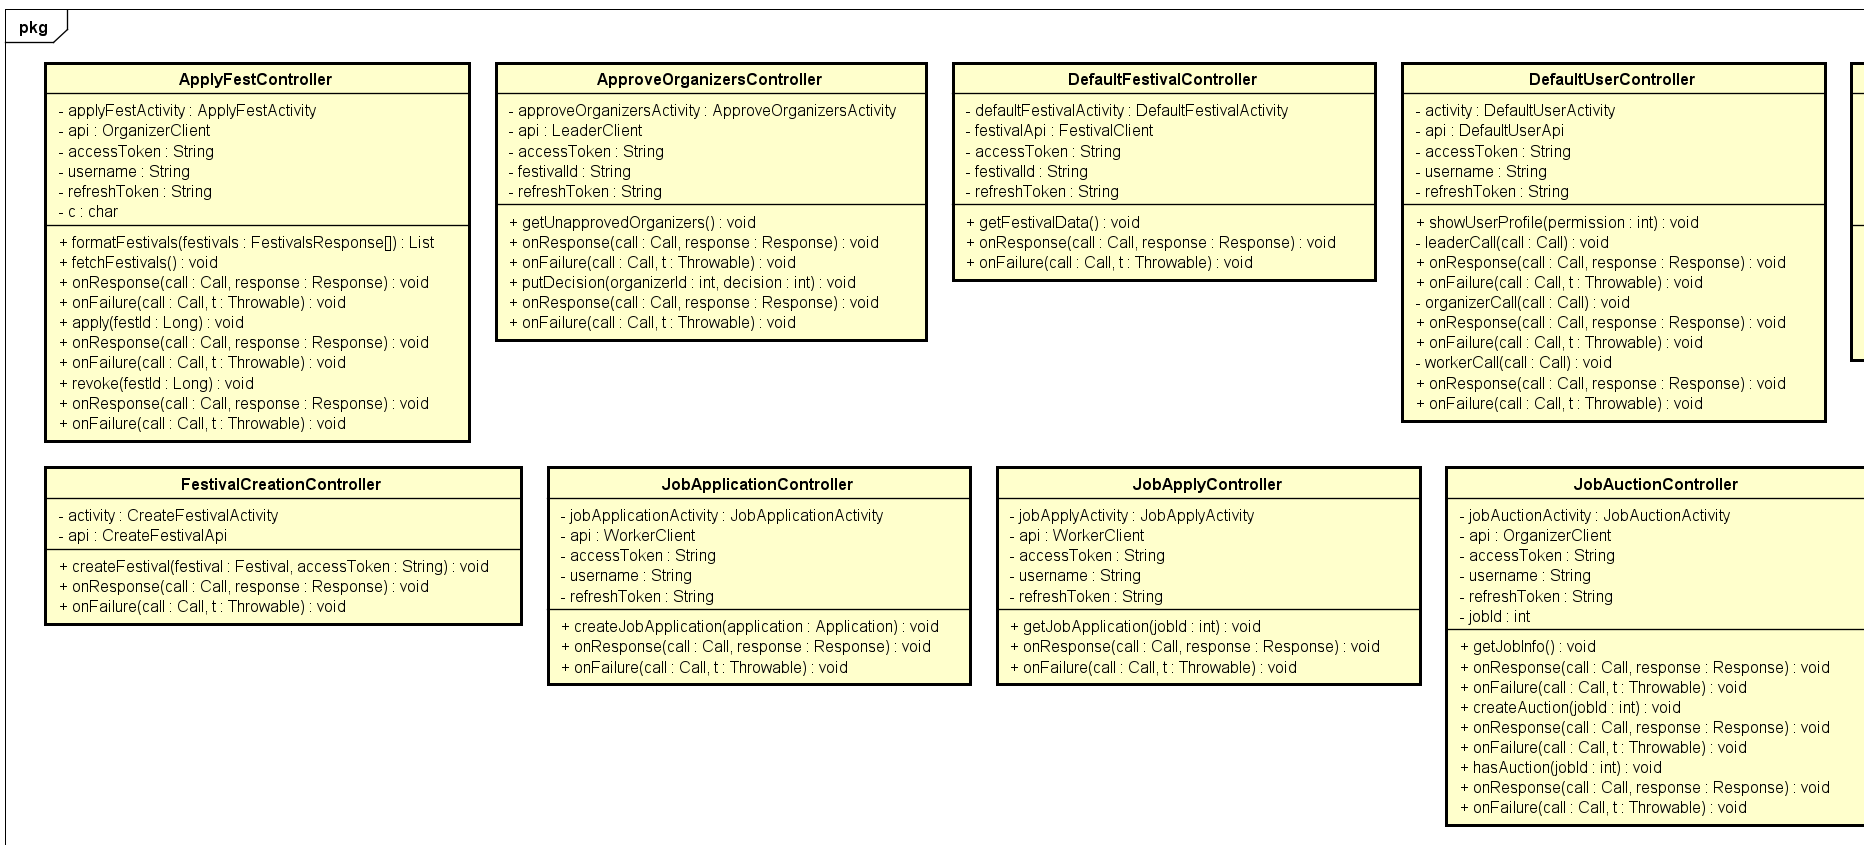 pkg
ApplyFestController
- applyFestActivity : ApplyFestActivity
- api : OrganizerClient
- accessToken : String
- username : String
- refreshToken : String
- c : char
+ formatFestivals(festivals : FestivalsResponse[]) : List
+ fetchFestivals() : void
+ onResponse(call : Call, response : Response) : void
+ onFailure(call : Call, t : Throwable) : void
+ apply(festId : Long) : void
+ onResponse(call : Call, response : Response) : void
+ onFailure(call : Call, t : Throwable) : void
+ revoke(festId : Long) : void
+ onResponse(call : Call, response : Response) : void
+ onFailure(call : Call, t : Throwable) : void
ApproveOrganizersController
- approveOrganizersActivity : ApproveOrganizersActivity
- api : LeaderClient
- accessToken : String
- festivalId : String
- refreshToken : String
+ getUnapprovedOrganizers() : void
+ onResponse(call : Call, response : Response) : void
+ onFailure(call : Call, t : Throwable) : void
+ putDecision(organizerId : int, decision : int) : void
+ onResponse(call : Call, response : Response) : void
+ onFailure(call : Call, t : Throwable) : void
DefaultFestivalController
- defaultFestivalActivity : DefaultFestivalActivity
- festivalApi : FestivalClient
- accessToken : String
- festivalId : String
- refreshToken : String
+ getFestivalData() : void
+ onResponse(call : Call, response : Response) : void
+ onFailure(call : Call, t : Throwable) : void
DefaultUserController
- activity : DefaultUserActivity
- api : DefaultUserApi
- accessToken : String
- username : String
- refreshToken : String
+ showUserProfile(permission : int) : void
- leaderCall(call : Call) : void
+ onResponse(call : Call, response : Response) : void
+ onFailure(call : Call, t : Throwable) : void
- organizerCall(call : Call) : void
+ onResponse(call : Call, response : Response) : void
+ onFailure(call : Call, t : Throwable) : void
- workerCall(call : Call) : void
+ onResponse(call : Call, response : Response) : void
+ onFailure(call : Call, t : Throwable) : void
FestivalCreationController
- activity : CreateFestivalActivity
- api : CreateFestivalApi
+ createFestival(festival : Festival, accessToken : String) : void
+ onResponse(call : Call, response : Response) : void
+ onFailure(call : Call, t : Throwable) : void
JobApplicationController
- jobApplicationActivity : JobApplicationActivity
- api : WorkerClient
- accessToken : String
- username : String
- refreshToken : String
+ createJobApplication(application : Application) : void
+ onResponse(call : Call, response : Response) : void
+ onFailure(call : Call, t : Throwable) : void
JobApplyController
- jobApplyActivity : JobApplyActivity
- api : WorkerClient
- accessToken : String
- username : String
- refreshToken : String
+ getJobApplication(jobId : int) : void
+ onResponse(call : Call, response : Response) : void
+ onFailure(call : Call, t : Throwable) : void
JobAuctionController
- jobAuctionActivity : JobAuctionActivity
- api : OrganizerClient
- accessToken : String
- username : String
- refreshToken : String
- jobId : int
+ getJobInfo() : void
+ onResponse(call : Call, response : Response) : void
+ onFailure(call : Call, t : Throwable) : void
+ createAuction(jobId : int) : void
+ onResponse(call : Call, response : Response) : void
+ onFailure(call : Call, t : Throwable) : void
+ hasAuction(jobId : int) : void
+ onResponse(call : Call, response : Response) : void
+ onFailure(call : Call, t : Throwable) : void